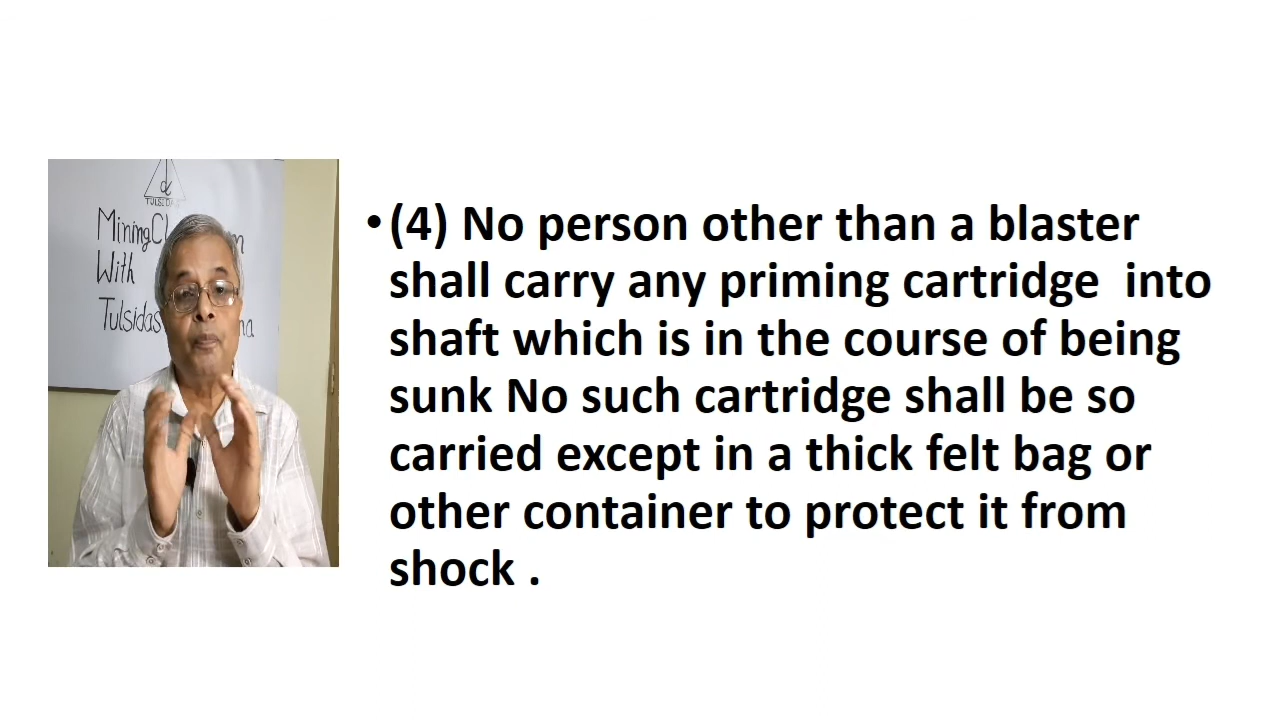 TULSIDAS
Mining
With
Tulsidas
• (4) No person other than a blaster
shall carry any priming cartridge  into
shaft which is in the course of being
sunk No such cartridge shall be so
carried except in a thick felt bag or
other container to protect it from
shock .